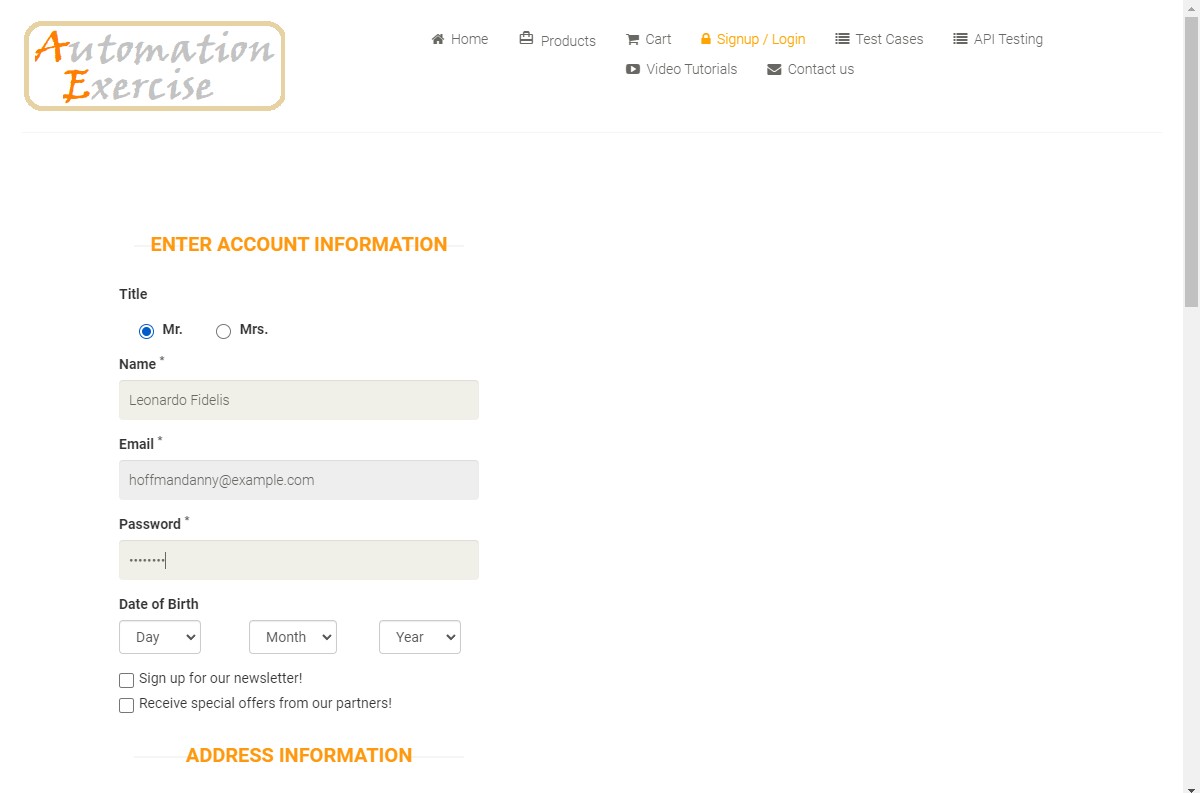 Automation
Exercise
Home
Products
Cart
Signup / Login
Test Cases
API Testing
Video Tutorials
Contact us
ENTER ACCOUNT INFORMATION
Title
Mr.
Mrs.
Name *
Leonardo Fidelis
Email *
hoffmandanny@example.com
Password *
••••••••
Date of Birth
Day
Month
Year
Sign up for our newsletter!
Receive special offers from our partners!
ADDRESS INFORMATION